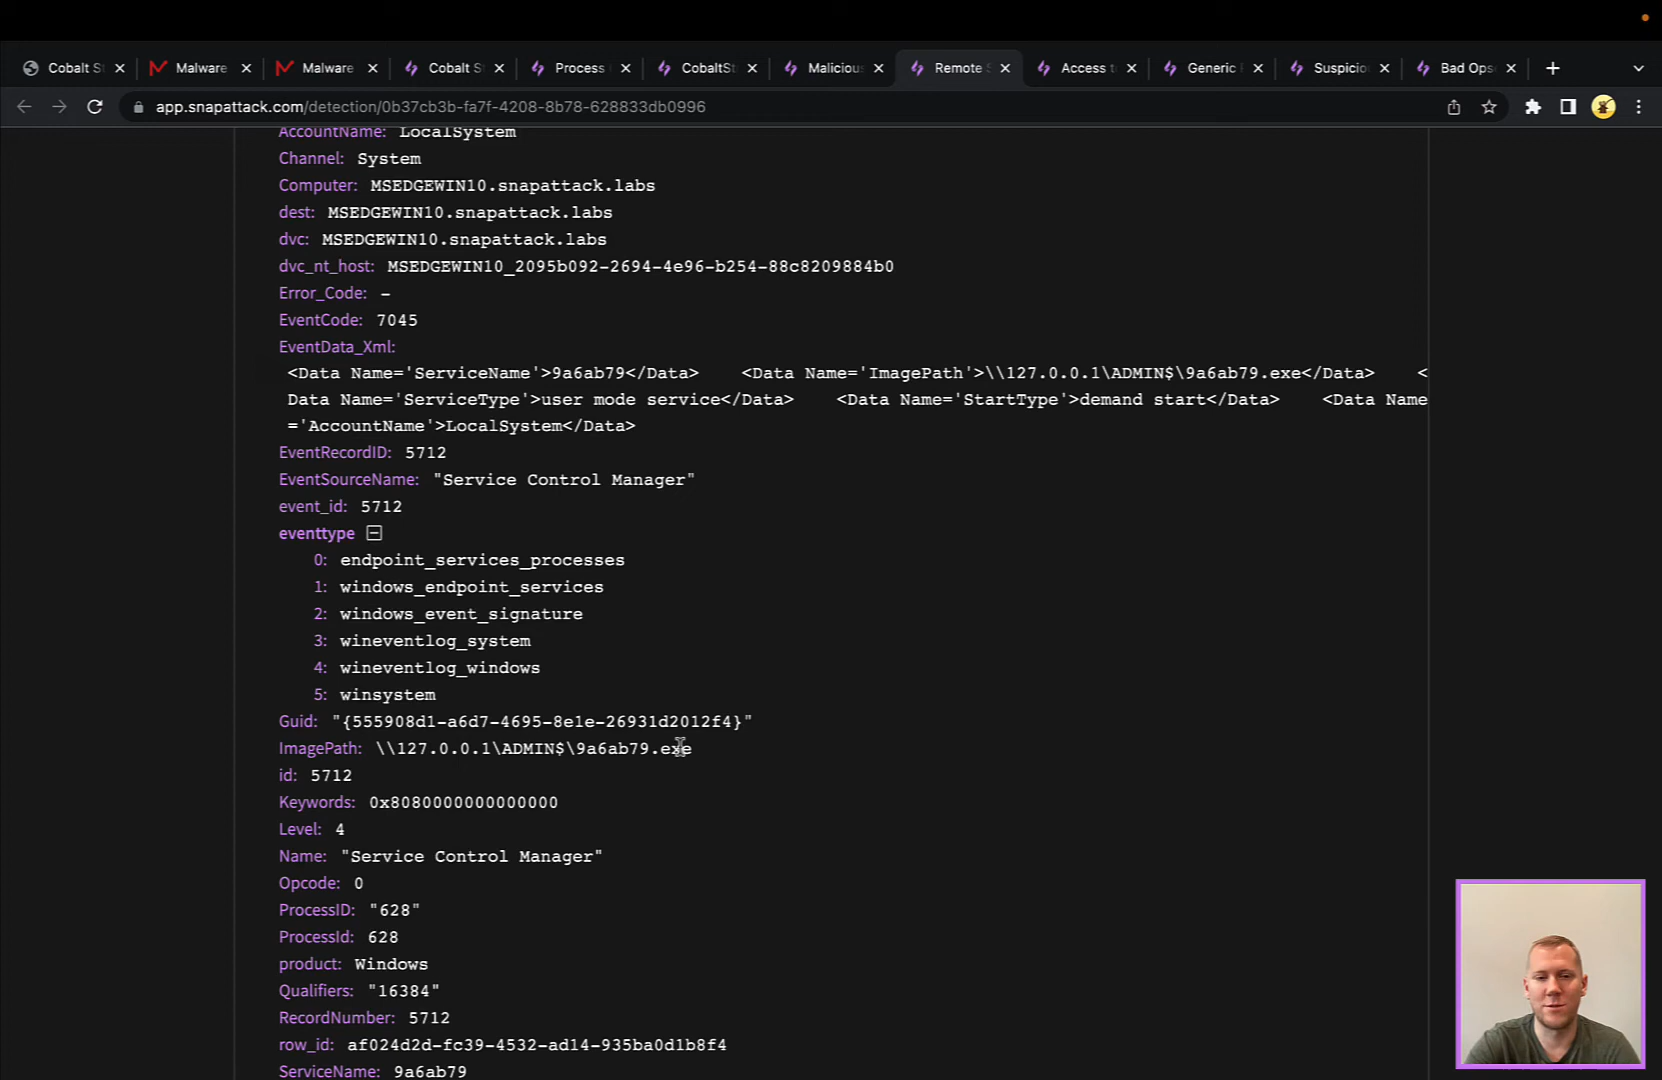 Cobalt St
Malware
Malware
Cobalt S
Process
CobaltSt
Maliciou
Remote S
Access t
Generic
Suspicio
Bad Opse
app.snapattack.com/detection/0b37cb3b-fa7f-4208-8b78-628833db0996
AccountName: LocalSystem
Channel: System
Computer: MSEDGEWIN10.snapattack.labs
dest: MSEDGEWIN10.snapattack.labs
dvc: MSEDGEWIN10.snapattack.labs
dvc_nt_host: MSEDGEWIN10_2095b092-2694-4e96-b254-88c8209884b0
Error_Code: -
EventCode: 7045
EventData_Xml:
<Data Name='ServiceName'>9a6ab79</Data> <Data Name='ImagePath'>\\127.0.0.1\ADMIN$\9a6ab79.exe</Data> <
Data Name='ServiceType'>user mode service</Data> <Data Name='StartType'>demand start</Data> <Data Name
='AccountName'>LocalSystem</Data>
EventRecordID: 5712
EventSourceName: "Service Control Manager"
event_id: 5712
eventtype
0: endpoint_services_processes
1: windows_endpoint_services
2: windows_event_signature
3: wineventlog_system
4: wineventlog_windows
5: winsystem
Guid: "{555908d1-a6d7-4695-8e1e-26931d2012f4}"
ImagePath: \\127.0.0.1\ADMIN$\9a6ab79.exe
id: 5712
Keywords: 0x8080000000000000
Level: 4
Name: "Service Control Manager"
Opcode: 0
ProcessID: "628"
ProcessId: 628
product: Windows
Qualifiers: "16384"
RecordNumber: 5712
row_id: af024d2d-fc39-4532-ad14-935ba0d1b8f4
ServiceName: 9a6ab79